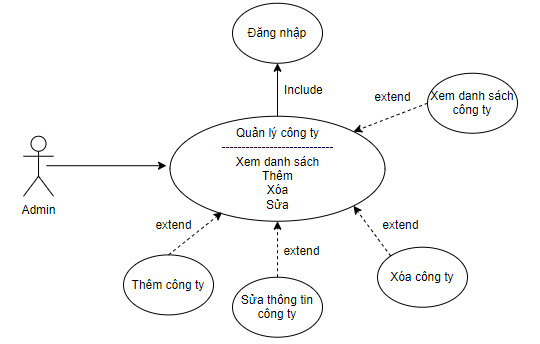 Đăng nhập
Include
Xem danh sách
công ty
extend
Quản lý công ty
------------------------------
Xem danh sách
Thêm
Xóa
Sửa
Admin
extend
extend
extend
Thêm công ty
Sửa thông tin
công ty
Xóa công ty